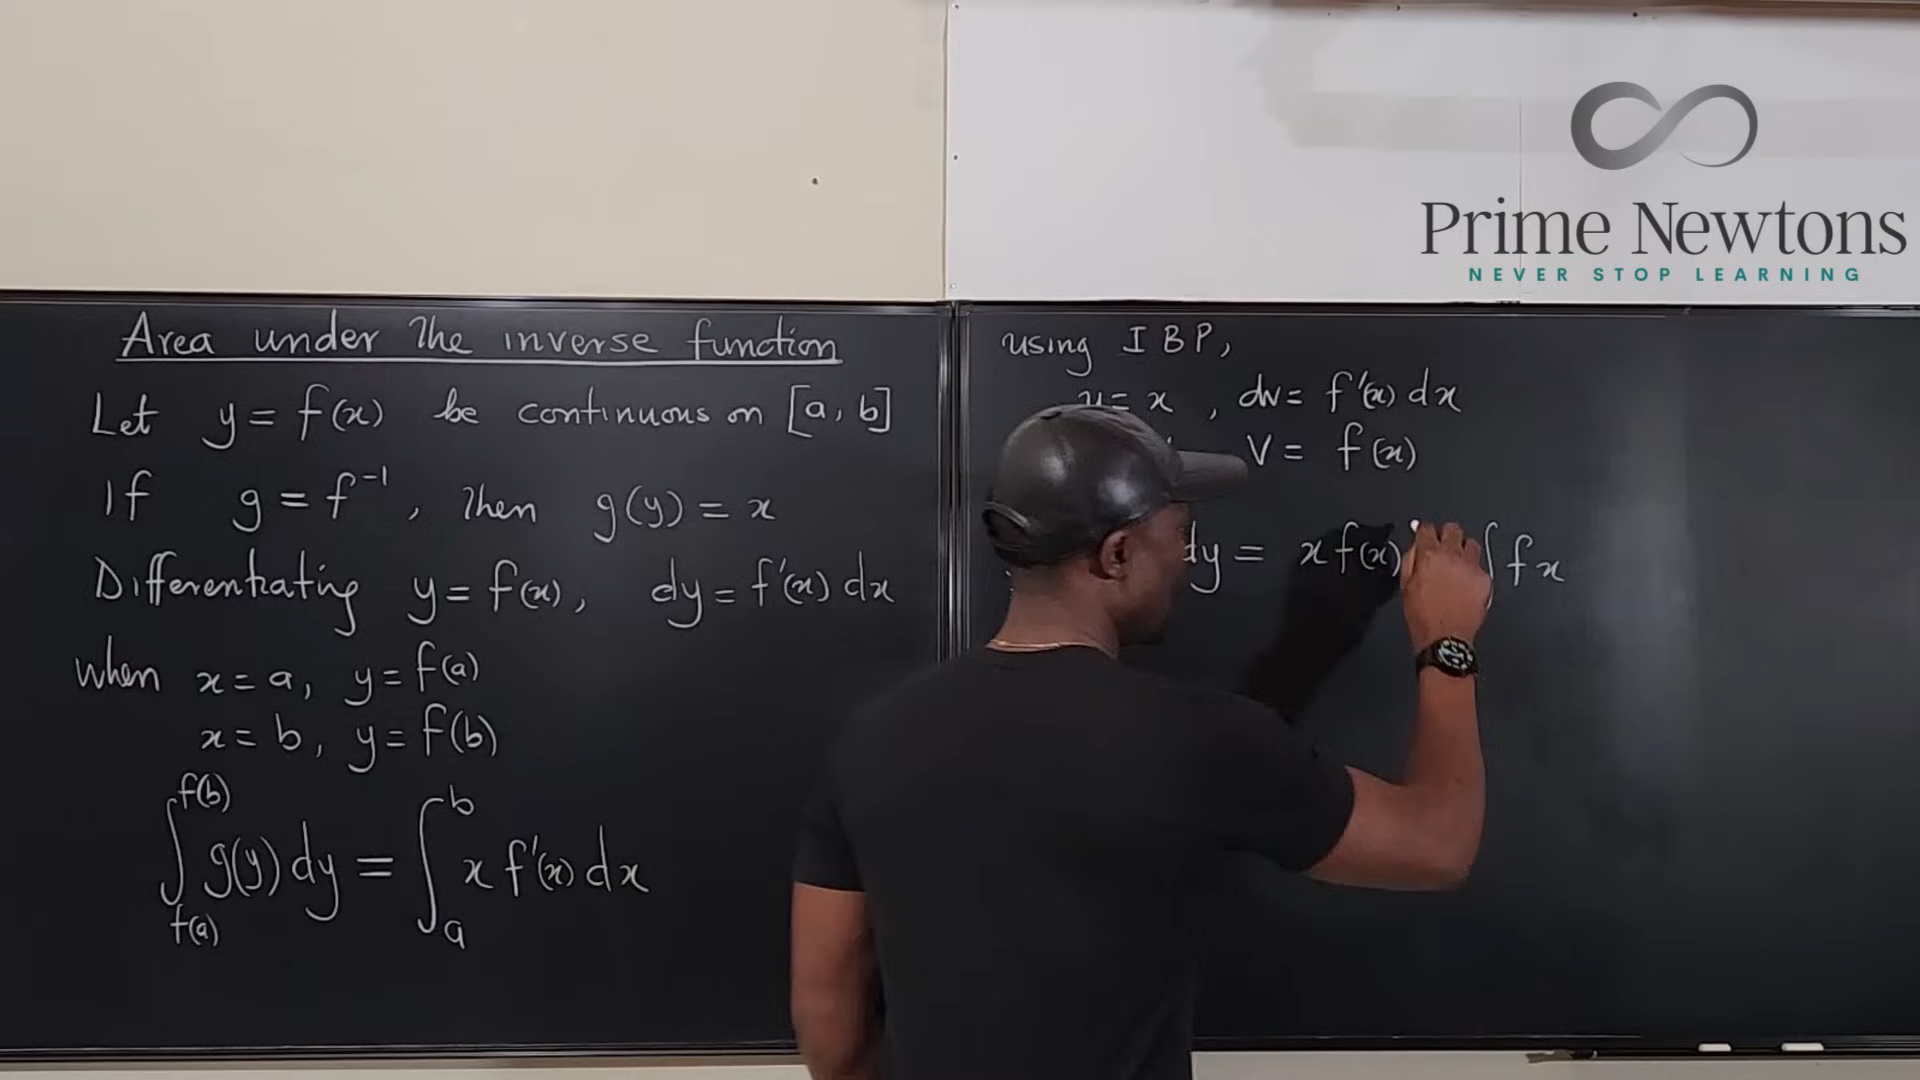 Prime Newtons
NEVER STOP LEARNING
Area under the inverse function
Let y = f(x) be continuous on [a, b]
If g = f⁻¹, then g(y) = x
Differentiating y = f(x), dy = f'(x) dx
when x = a, y = f(a)
x = b, y = f(b)
∫_{f(a)}^{f(b)} g(y) dy = ∫_a^b x f'(x) dx
using IBP,
u = x, dv = f'(x) dx
v = f(x)
dy = x f(x) ∫ fx